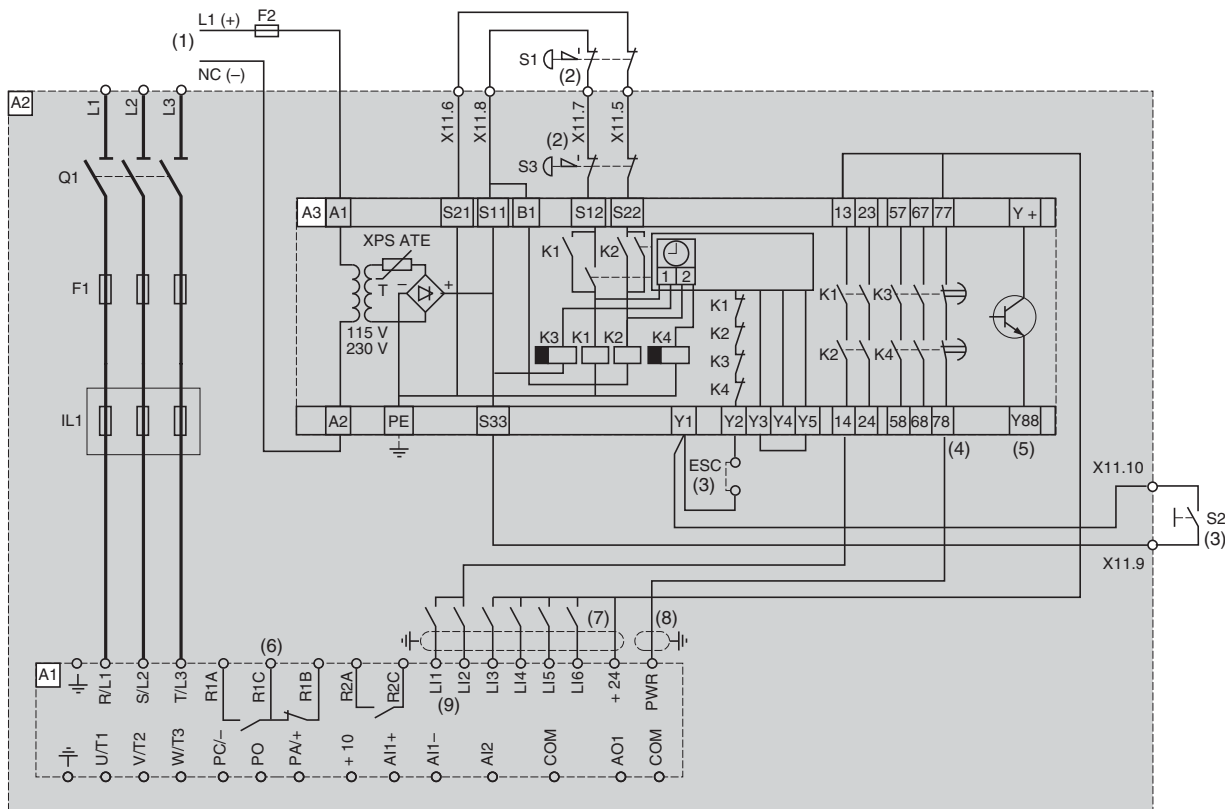 L1 (+)
F2
(1)
NC (–)
S1
(2)
A2
L1
L2
L3
X11.6
X11.8
X11.7
X11.5
(2)
S3
Q1
A3
A1
S21
S11
B1
S12
S22
13
23
57
67
77
Y +
XPS ATE
K1
K2
1
2
T
–
+
F1
115 V
230 V
K1
K3
K1
K2
K3
K4
K3
K1
K2
K4
K2
K4
IL1
A2
PE
S33
Y1
Y2
Y3
Y4
Y5
14
24
58
68
78
Y88
(4)
(5)
ESC
(3)
X11.10
S2
(3)
X11.9
(7)
(8)
(6)
A1
R/L1
S/L2
T/L3
R1A
R1C
R1B
R2A
R2C
LI1
LI2
LI3
LI4
LI5
LI6
+ 24
PWR
(9)
U/T1
V/T2
W/T3
PC/–
PO
PA/+
+ 10
AI1+
AI1–
AI2
COM
AO1
COM